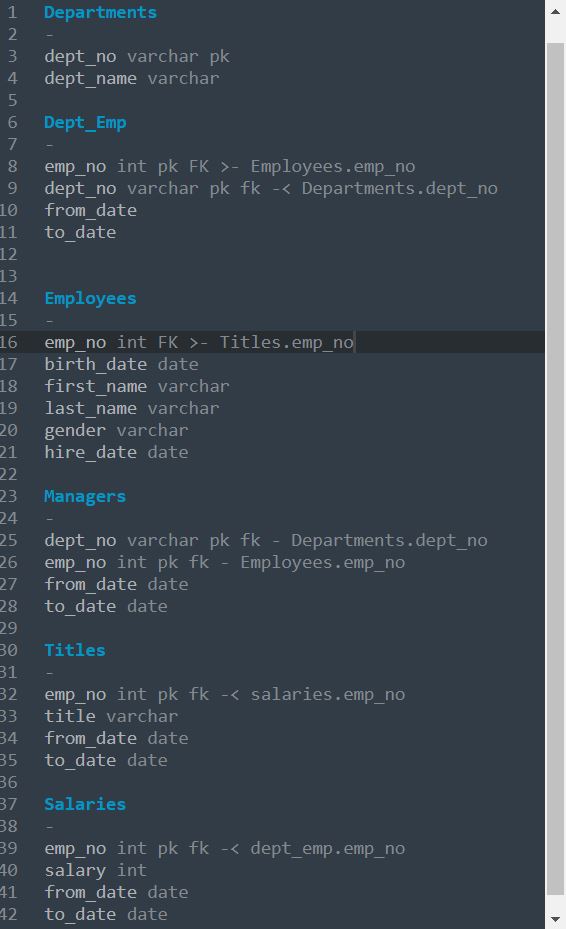 1 Departments
2 -
3 dept_no varchar pk
4 dept_name varchar
5
6 Dept_Emp
7 -
8 emp_no int pk FK >- Employees.emp_no
9 dept_no varchar pk fk -< Departments.dept_no
10 from_date
11 to_date
12
13
14 Employees
15 -
16 emp_no int FK >- Titles.emp_no
17 birth_date date
18 first_name varchar
19 last_name varchar
20 gender varchar
21 hire_date date
22
23 Managers
24 -
25 dept_no varchar pk fk - Departments.dept_no
26 emp_no int pk fk - Employees.emp_no
27 from_date date
28 to_date date
29
30 Titles
31 -
32 emp_no int pk fk -< salaries.emp_no
33 title varchar
34 from_date date
35 to_date date
36
37 Salaries
38 -
39 emp_no int pk fk -< dept_emp.emp_no
40 salary int
41 from_date date
42 to_date date